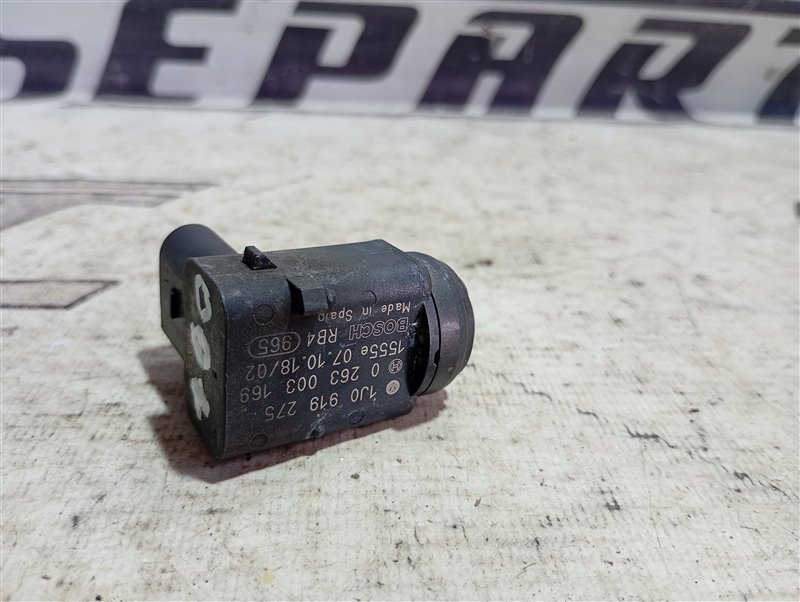 SEPART
1J0 919 275
0 263 003 169
1555e 07.10.18/02
BOSCH RB4 965
Made in Spain